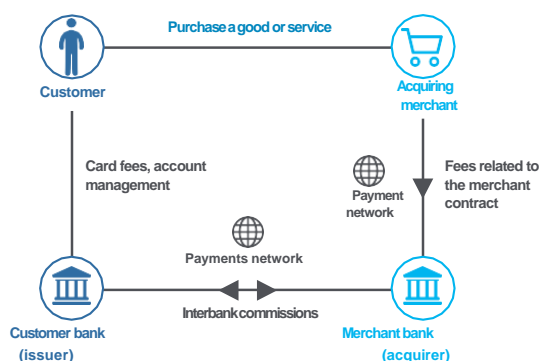 Purchase a good or service
Customer
Acquiring
merchant
Card fees, account
management
Payment
network
Fees related to
the merchant
contract
Payments network
Interbank commissions
Customer bank
(issuer)
Merchant bank
(acquirer)